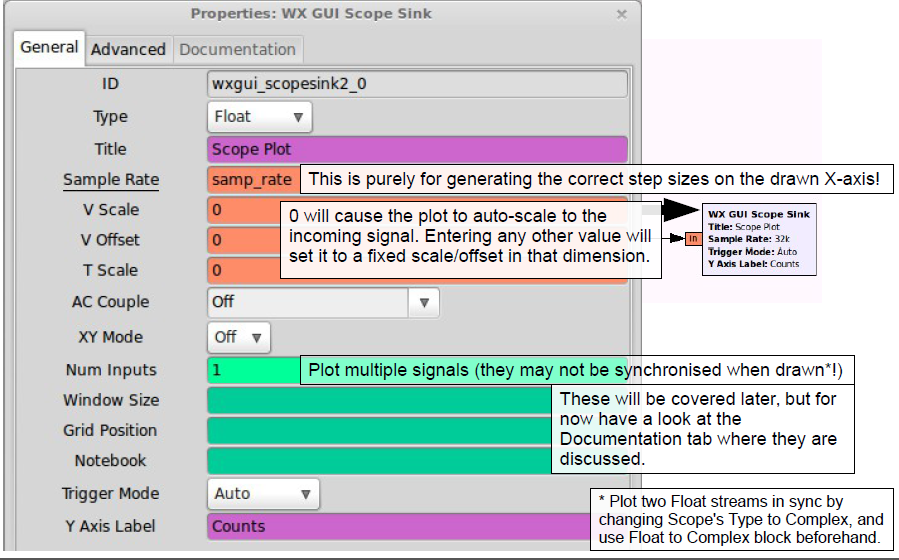 Properties: WX GUI Scope Sink
General Advanced Documentation
ID wxgui_scopesink2_0
Type Float
Title Scope Plot
Sample Rate samp_rate This is purely for generating the correct step sizes on the drawn X-axis!
V Scale 0
V Offset 0
T Scale 0
0 will cause the plot to auto-scale to the
incoming signal. Entering any other value will
set it to a fixed scale/offset in that dimension.
in
WX GUI Scope Sink
Title: Scope Plot
Sample Rate: 32k
Trigger Mode: Auto
Y Axis Label: Counts
AC Couple Off
XY Mode Off
Num Inputs 1 Plot multiple signals (they may not be synchronised when drawn*!)
Window Size
Grid Position
Notebook
These will be covered later, but for
now have a look at the
Documentation tab where they are
discussed.
Trigger Mode Auto
Y Axis Label Counts
* Plot two Float streams in sync by
changing Scope's Type to Complex, and
use Float to Complex block beforehand.